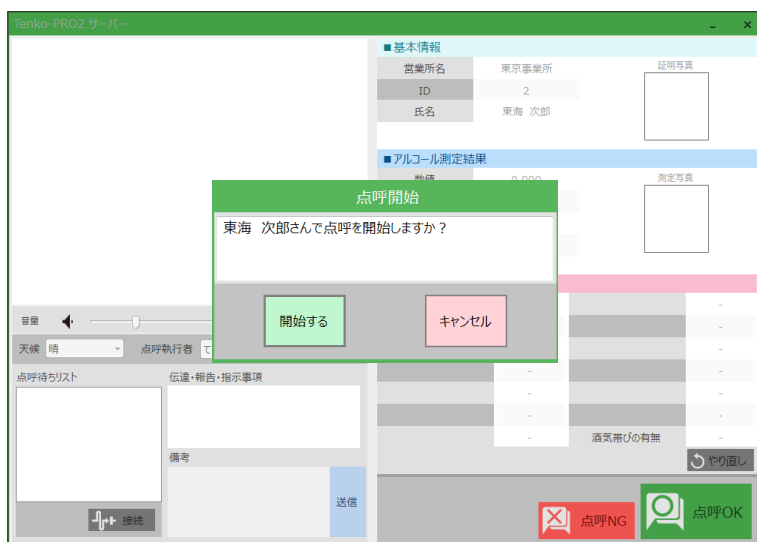 Tenko-PRO2 サーバー
■基本情報
営業所名 東京事業所 証明写真
ID 2
氏名 東海 次郎
■アルコール測定結果
数値 0.000 測定写真
点呼開始
東海 次郎さんで点呼を開始しますか？
開始する キャンセル
音量
天候 晴 点呼執行者 て
点呼待ちリスト 伝達・報告・指示事項
-
-
-
- -
- -
- -
- 酒気帯びの有無 -
備考
やり直し
送信
接続
点呼NG 点呼OK